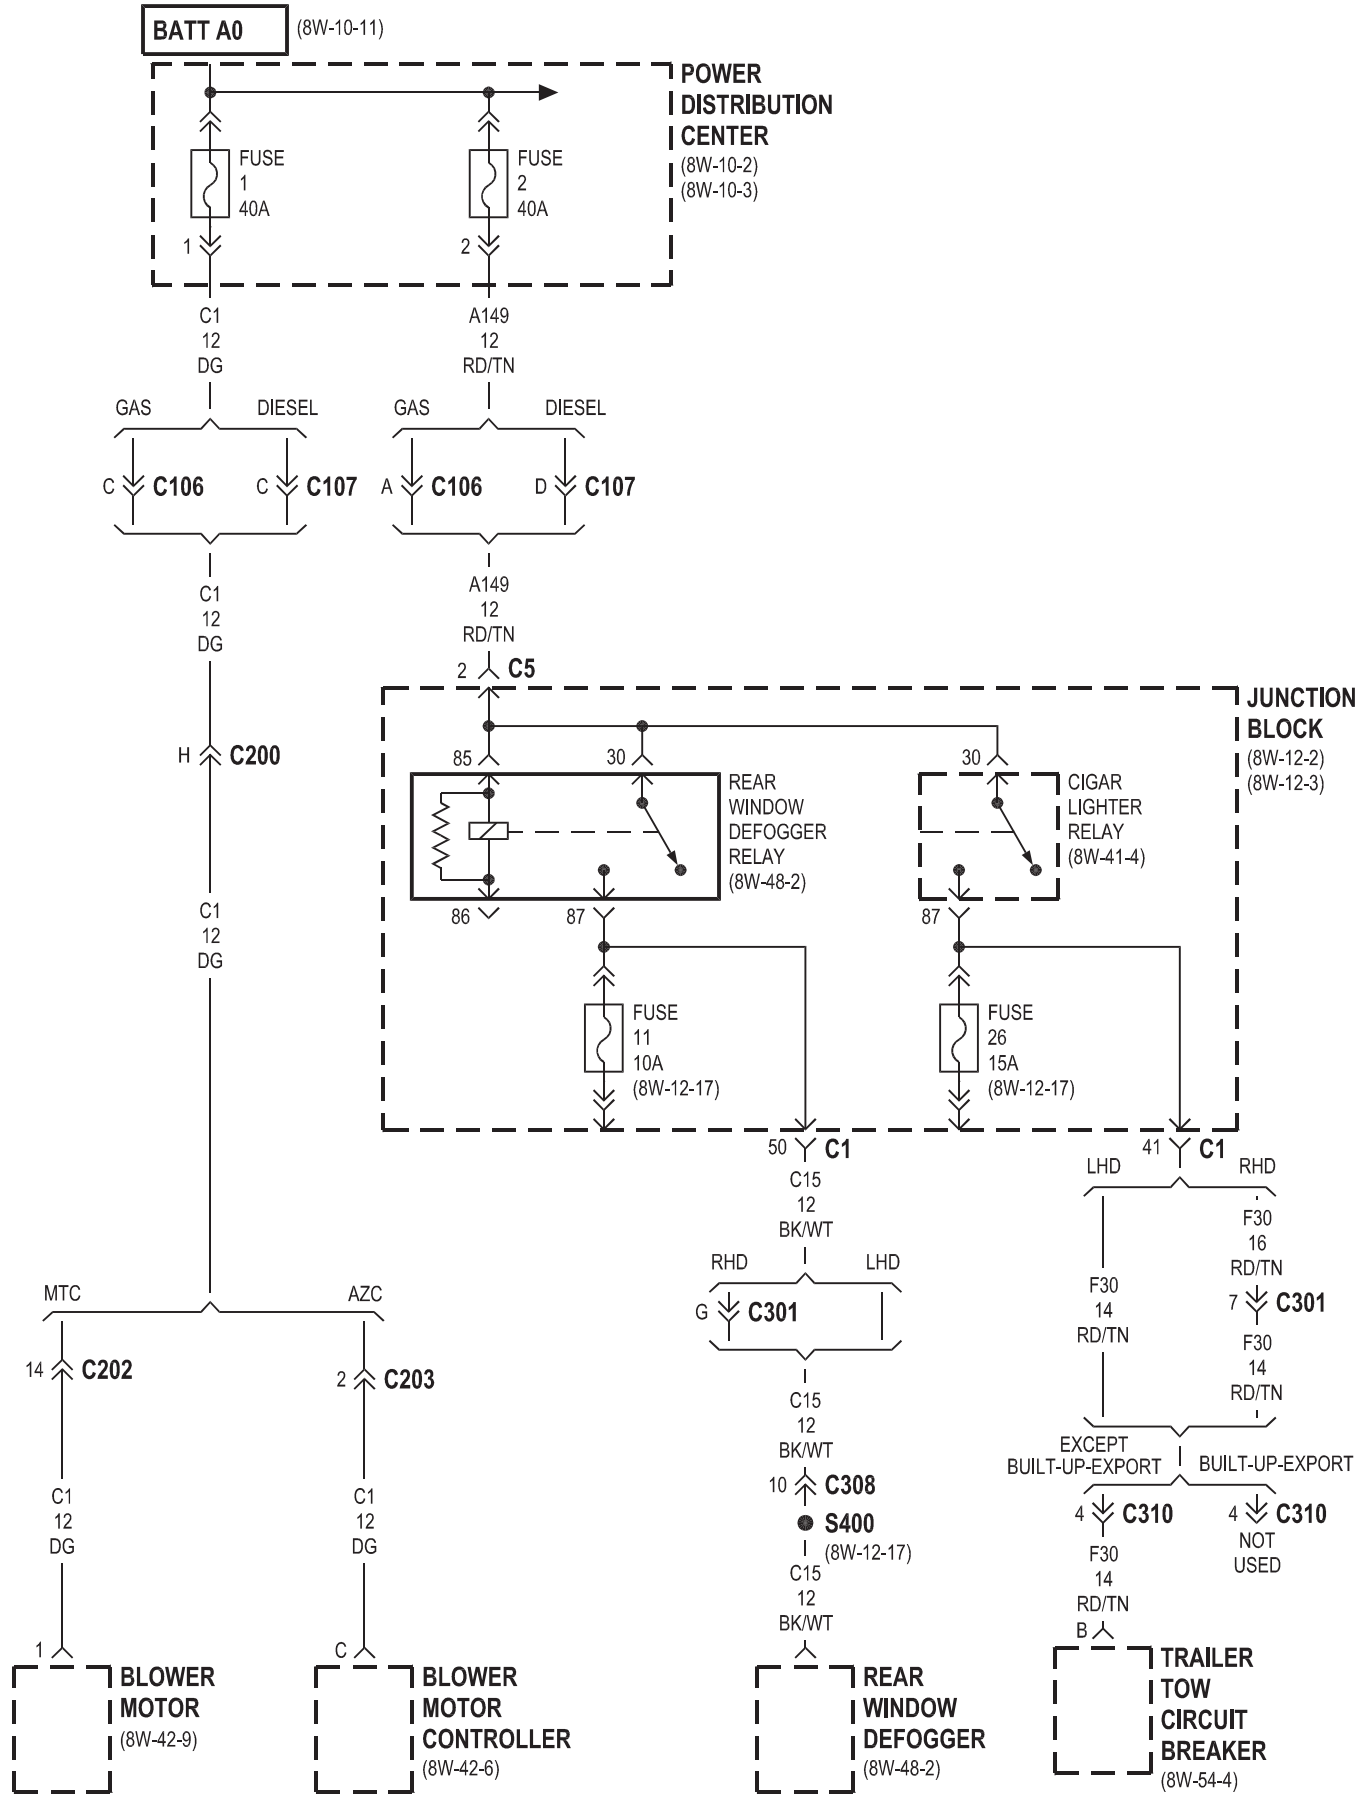 BATT A0
(8W-10-11)
POWER
DISTRIBUTION
CENTER
(8W-10-2)
(8W-10-3)
FUSE
1
40A
FUSE
2
40A
1
2
C1
12
DG
A149
12
RD/TN
GAS
DIESEL
GAS
DIESEL
C
C106
C
C107
A
C106
D
C107
C1
12
DG
A149
12
RD/TN
2
C5
JUNCTION
BLOCK
(8W-12-2)
(8W-12-3)
H
C200
85
30
30
REAR
WINDOW
DEFOGGER
RELAY
(8W-48-2)
CIGAR
LIGHTER
RELAY
(8W-41-4)
86
87
87
C1
12
DG
FUSE
11
10A
(8W-12-17)
FUSE
26
15A
(8W-12-17)
50
C1
41
C1
C15
12
BK/WT
LHD
RHD
F30
16
RD/TN
RHD
LHD
G
C301
F30
14
RD/TN
7
C301
F30
14
RD/TN
MTC
AZC
14
C202
2
C203
C15
12
BK/WT
EXCEPT
BUILT-UP-EXPORT
BUILT-UP-EXPORT
10
C308
S400
(8W-12-17)
4
C310
4
C310
NOT
USED
C1
12
DG
C1
12
DG
C15
12
BK/WT
F30
14
RD/TN
1
C
B
BLOWER
MOTOR
(8W-42-9)
BLOWER
MOTOR
CONTROLLER
(8W-42-6)
REAR
WINDOW
DEFOGGER
(8W-48-2)
TRAILER
TOW
CIRCUIT
BREAKER
(8W-54-4)